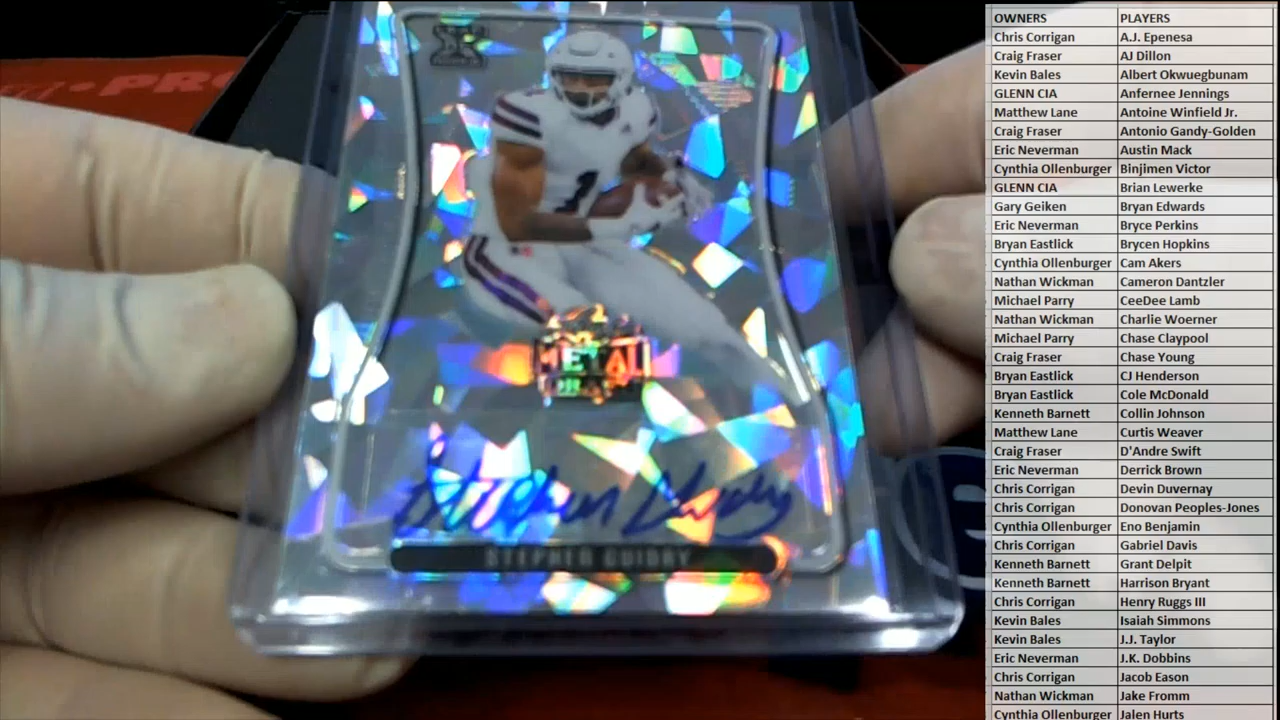 PRO
1
METAL
Stephen Guidry
STEPHEN GUIDRY
OWNERS PLAYERS
Chris Corrigan A.J. Epenesa
Craig Fraser AJ Dillon
Kevin Bales Albert Okwuegbunam
GLENN CIA Anfernee Jennings
Matthew Lane Antoine Winfield Jr.
Craig Fraser Antonio Gandy-Golden
Eric Neverman Austin Mack
Cynthia Ollenburger Binjimen Victor
GLENN CIA Brian Lewerke
Gary Geiken Bryan Edwards
Eric Neverman Bryce Perkins
Bryan Eastlick Brycen Hopkins
Cynthia Ollenburger Cam Akers
Nathan Wickman Cameron Dantzler
Michael Parry CeeDee Lamb
Nathan Wickman Charlie Woerner
Michael Parry Chase Claypool
Craig Fraser Chase Young
Bryan Eastlick CJ Henderson
Bryan Eastlick Cole McDonald
Kenneth Barnett Collin Johnson
Matthew Lane Curtis Weaver
Craig Fraser D'Andre Swift
Eric Neverman Derrick Brown
Chris Corrigan Devin Duvernay
Chris Corrigan Donovan Peoples-Jones
Cynthia Ollenburger Eno Benjamin
Chris Corrigan Gabriel Davis
Kenneth Barnett Grant Delpit
Kenneth Barnett Harrison Bryant
Chris Corrigan Henry Ruggs III
Kevin Bales Isaiah Simmons
Kevin Bales J.J. Taylor
Eric Neverman J.K. Dobbins
Chris Corrigan Jacob Eason
Nathan Wickman Jake Fromm
Cynthia Ollenburger Jalen Hurts